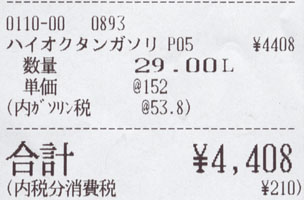 0110-00 0893
ハイオクタンガソリ P05 ¥4408
数量 29.00L
単価 @152
(内ガソリン税 @53.8)
合計 ¥4,408
(内税分消費税 ¥210)